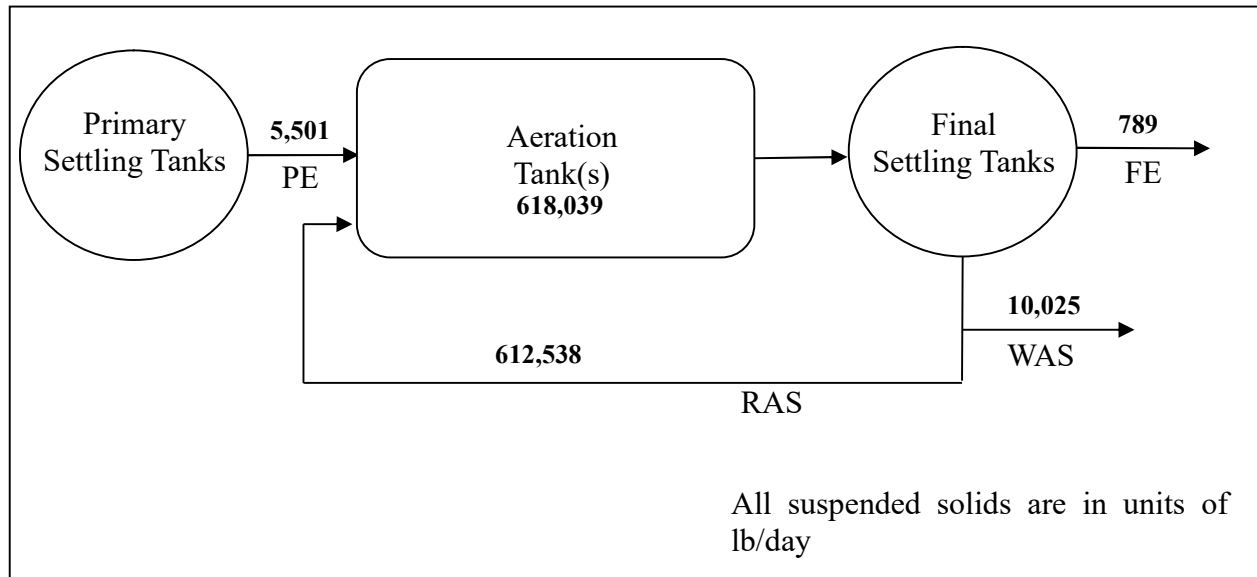 Primary
Settling Tanks
5,501
PE
Aeration
Tank(s)
618,039
Final
Settling Tanks
789
FE
10,025
WAS
612,538
RAS
All suspended solids are in units of
lb/day